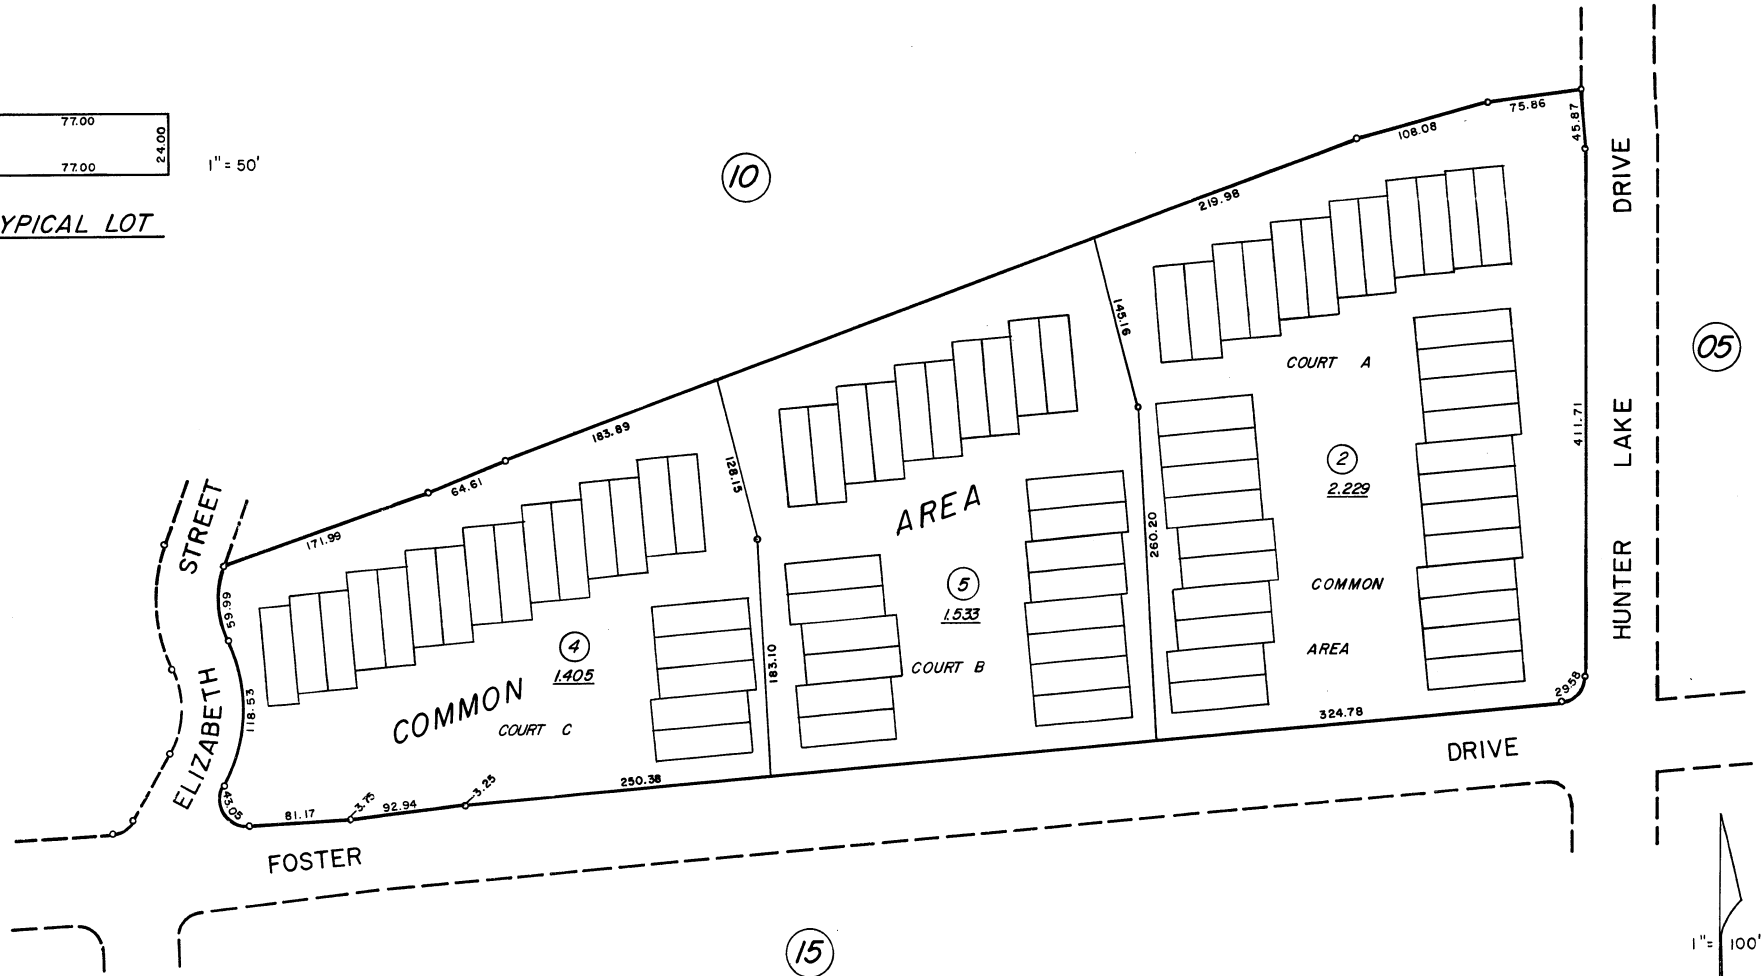 77.00
24.00
77.00
1" = 50'
YPICAL LOT
10
75.86
108.08
219.98
45.87
DRIVE
LAKE
HUNTER
05
145.16
COURT A
411.71
2
2.229
COMMON
AREA
260.20
183.89
128.15
64.61
171.99
AREA
5
1.533
COURT B
183.10
STREET
59.99
4
1.405
COMMON
COURT C
ELIZABETH
118.53
43.05
81.17
3.75
92.94
3.25
250.38
324.78
29.58
DRIVE
FOSTER
15
1" = 100'